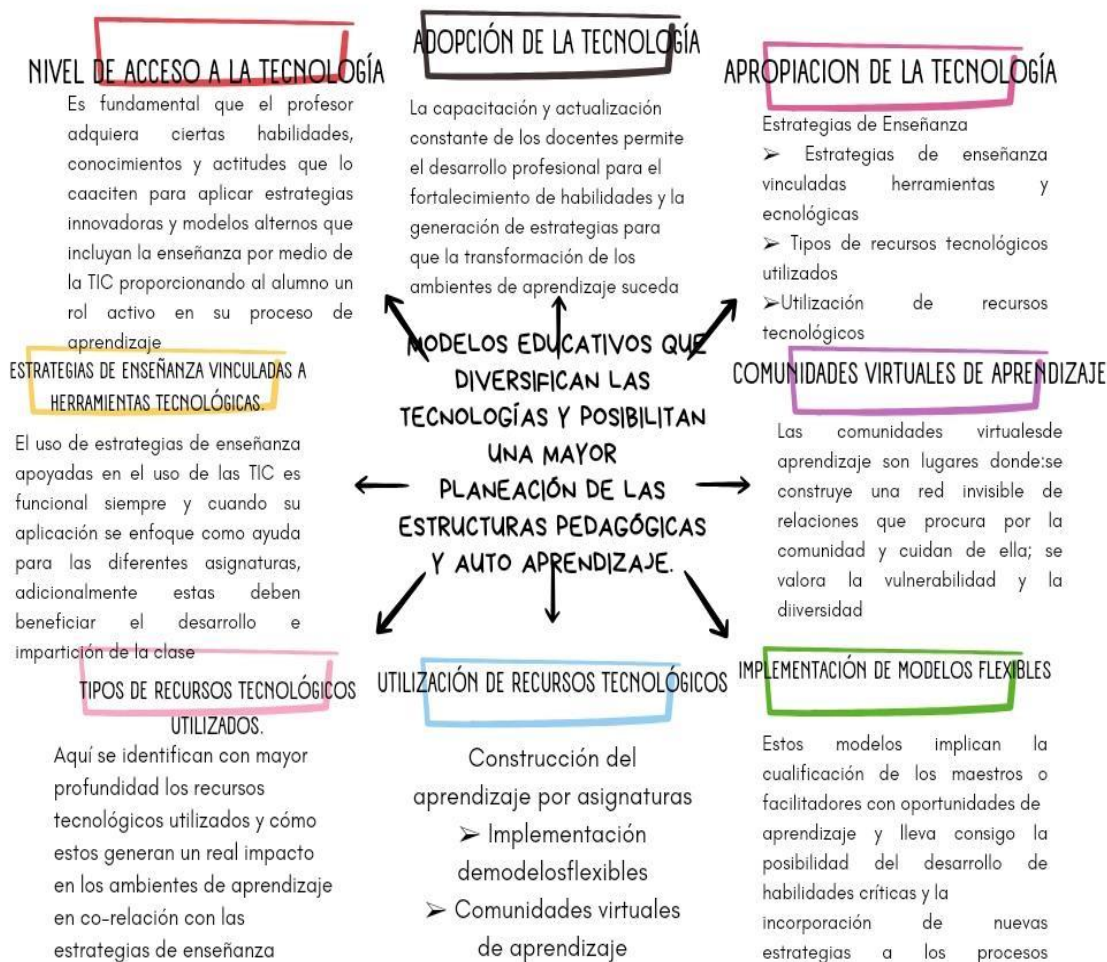 NIVEL DE ACCESO A LA TECNOLOGÍA
Es fundamental que el profesor
adquiera ciertas habilidades,
conocimientos y actitudes que lo
caaciten para aplicar estrategias
innovadoras y modelos alternos que
incluyan la enseñanza por medio de
la TIC proporcionando al alumno un
rol activo en su proceso de
aprendizaje
ADOPCIÓN DE LA TECNOLOGÍA
La capacitación y actualización
constante de los docentes permite
el desarrollo profesional para el
fortalecimiento de habilidades y la
generación de estrategias para
que la transformación de los
ambientes de aprendizaje suceda
APROPIACION DE LA TECNOLOGÍA
Estrategias de Enseñanza
➢ Estrategias de enseñanza
vinculadas herramientas y
ecnológicas
➢ Tipos de recursos tecnológicos
utilizados
➢Utilización de recursos
tecnológicos
ESTRATEGIAS DE ENSEÑANZA VINCULADAS A
HERRAMIENTAS TECNOLÓGICAS.
El uso de estrategias de enseñanza
apoyadas en el uso de las TIC es
funcional siempre y cuando su
aplicación se enfoque como ayuda
para las diferentes asignaturas,
adicionalmente estas deben
beneficiar el desarrollo e
impartición de la clase
MODELOS EDUCATIVOS QUE
DIVERSIFICAN LAS
TECNOLOGÍAS Y POSIBILITAN
UNA MAYOR
PLANEACIÓN DE LAS
ESTRUCTURAS PEDAGÓGICAS
Y AUTO APRENDIZAJE.
COMUNIDADES VIRTUALES DE APRENDIZAJE
Las comunidades virtualesde
aprendizaje son lugares donde:se
construye una red invisible de
relaciones que procura por la
comunidad y cuidan de ella; se
valora la vulnerabilidad y la
diiversidad
TIPOS DE RECURSOS TECNOLÓGICOS
UTILIZADOS.
Aquí se identifican con mayor
profundidad los recursos
tecnológicos utilizados y cómo
estos generan un real impacto
en los ambientes de aprendizaje
en co-relación con las
estrategias de enseñanza
UTILIZACIÓN DE RECURSOS TECNOLÓGICOS
Construcción del
aprendizaje por asignaturas
➢ Implementación
demodelosflexibles
➢ Comunidades virtuales
de aprendizaje
IMPLEMENTACIÓN DE MODELOS FLEXIBLES
Estos modelos implican la
cualificación de los maestros o
facilitadores con oportunidades de
aprendizaje y lleva consigo la
posibilidad del desarrollo de
habilidades críticas y la
incorporación de nuevas
estrategias a los procesos